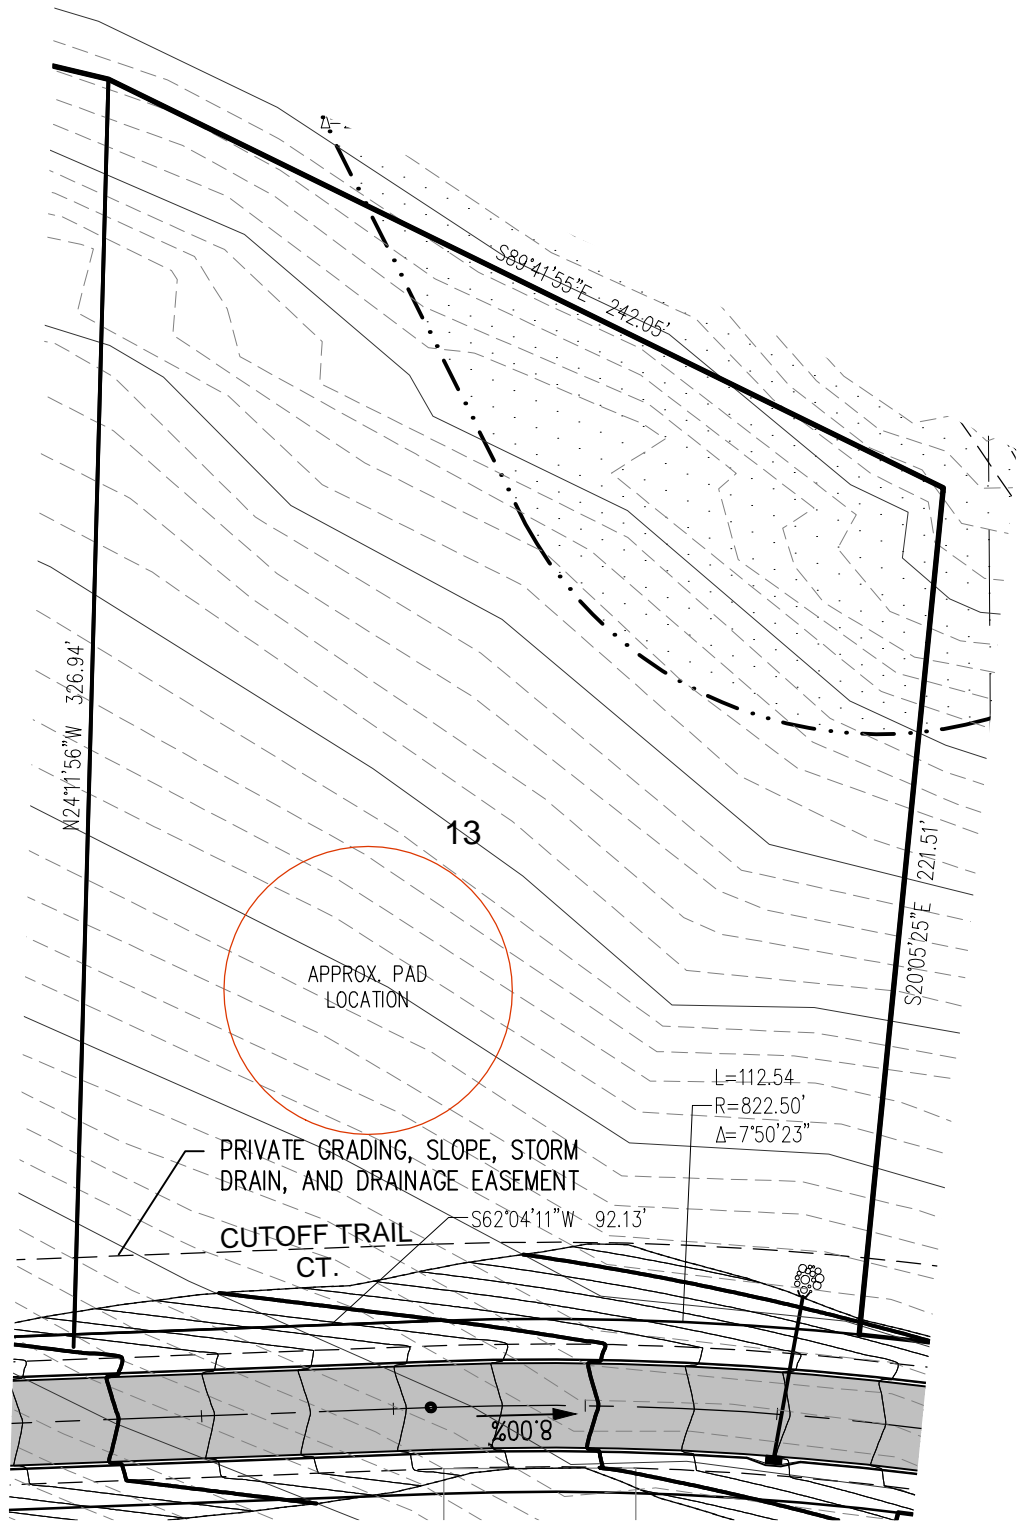 Δ
S89°41'55"E 242.05'
N24°11'56"W 326.94'
13
S20°05'25"E 221.51'
APPROX. PAD
LOCATION
L=112.54
R=822.50'
Δ=7°50'23"
PRIVATE GRADING, SLOPE, STORM
DRAIN, AND DRAINAGE EASEMENT
S62°04'11"W 92.13'
CUTOFF TRAIL
CT.
8.00%